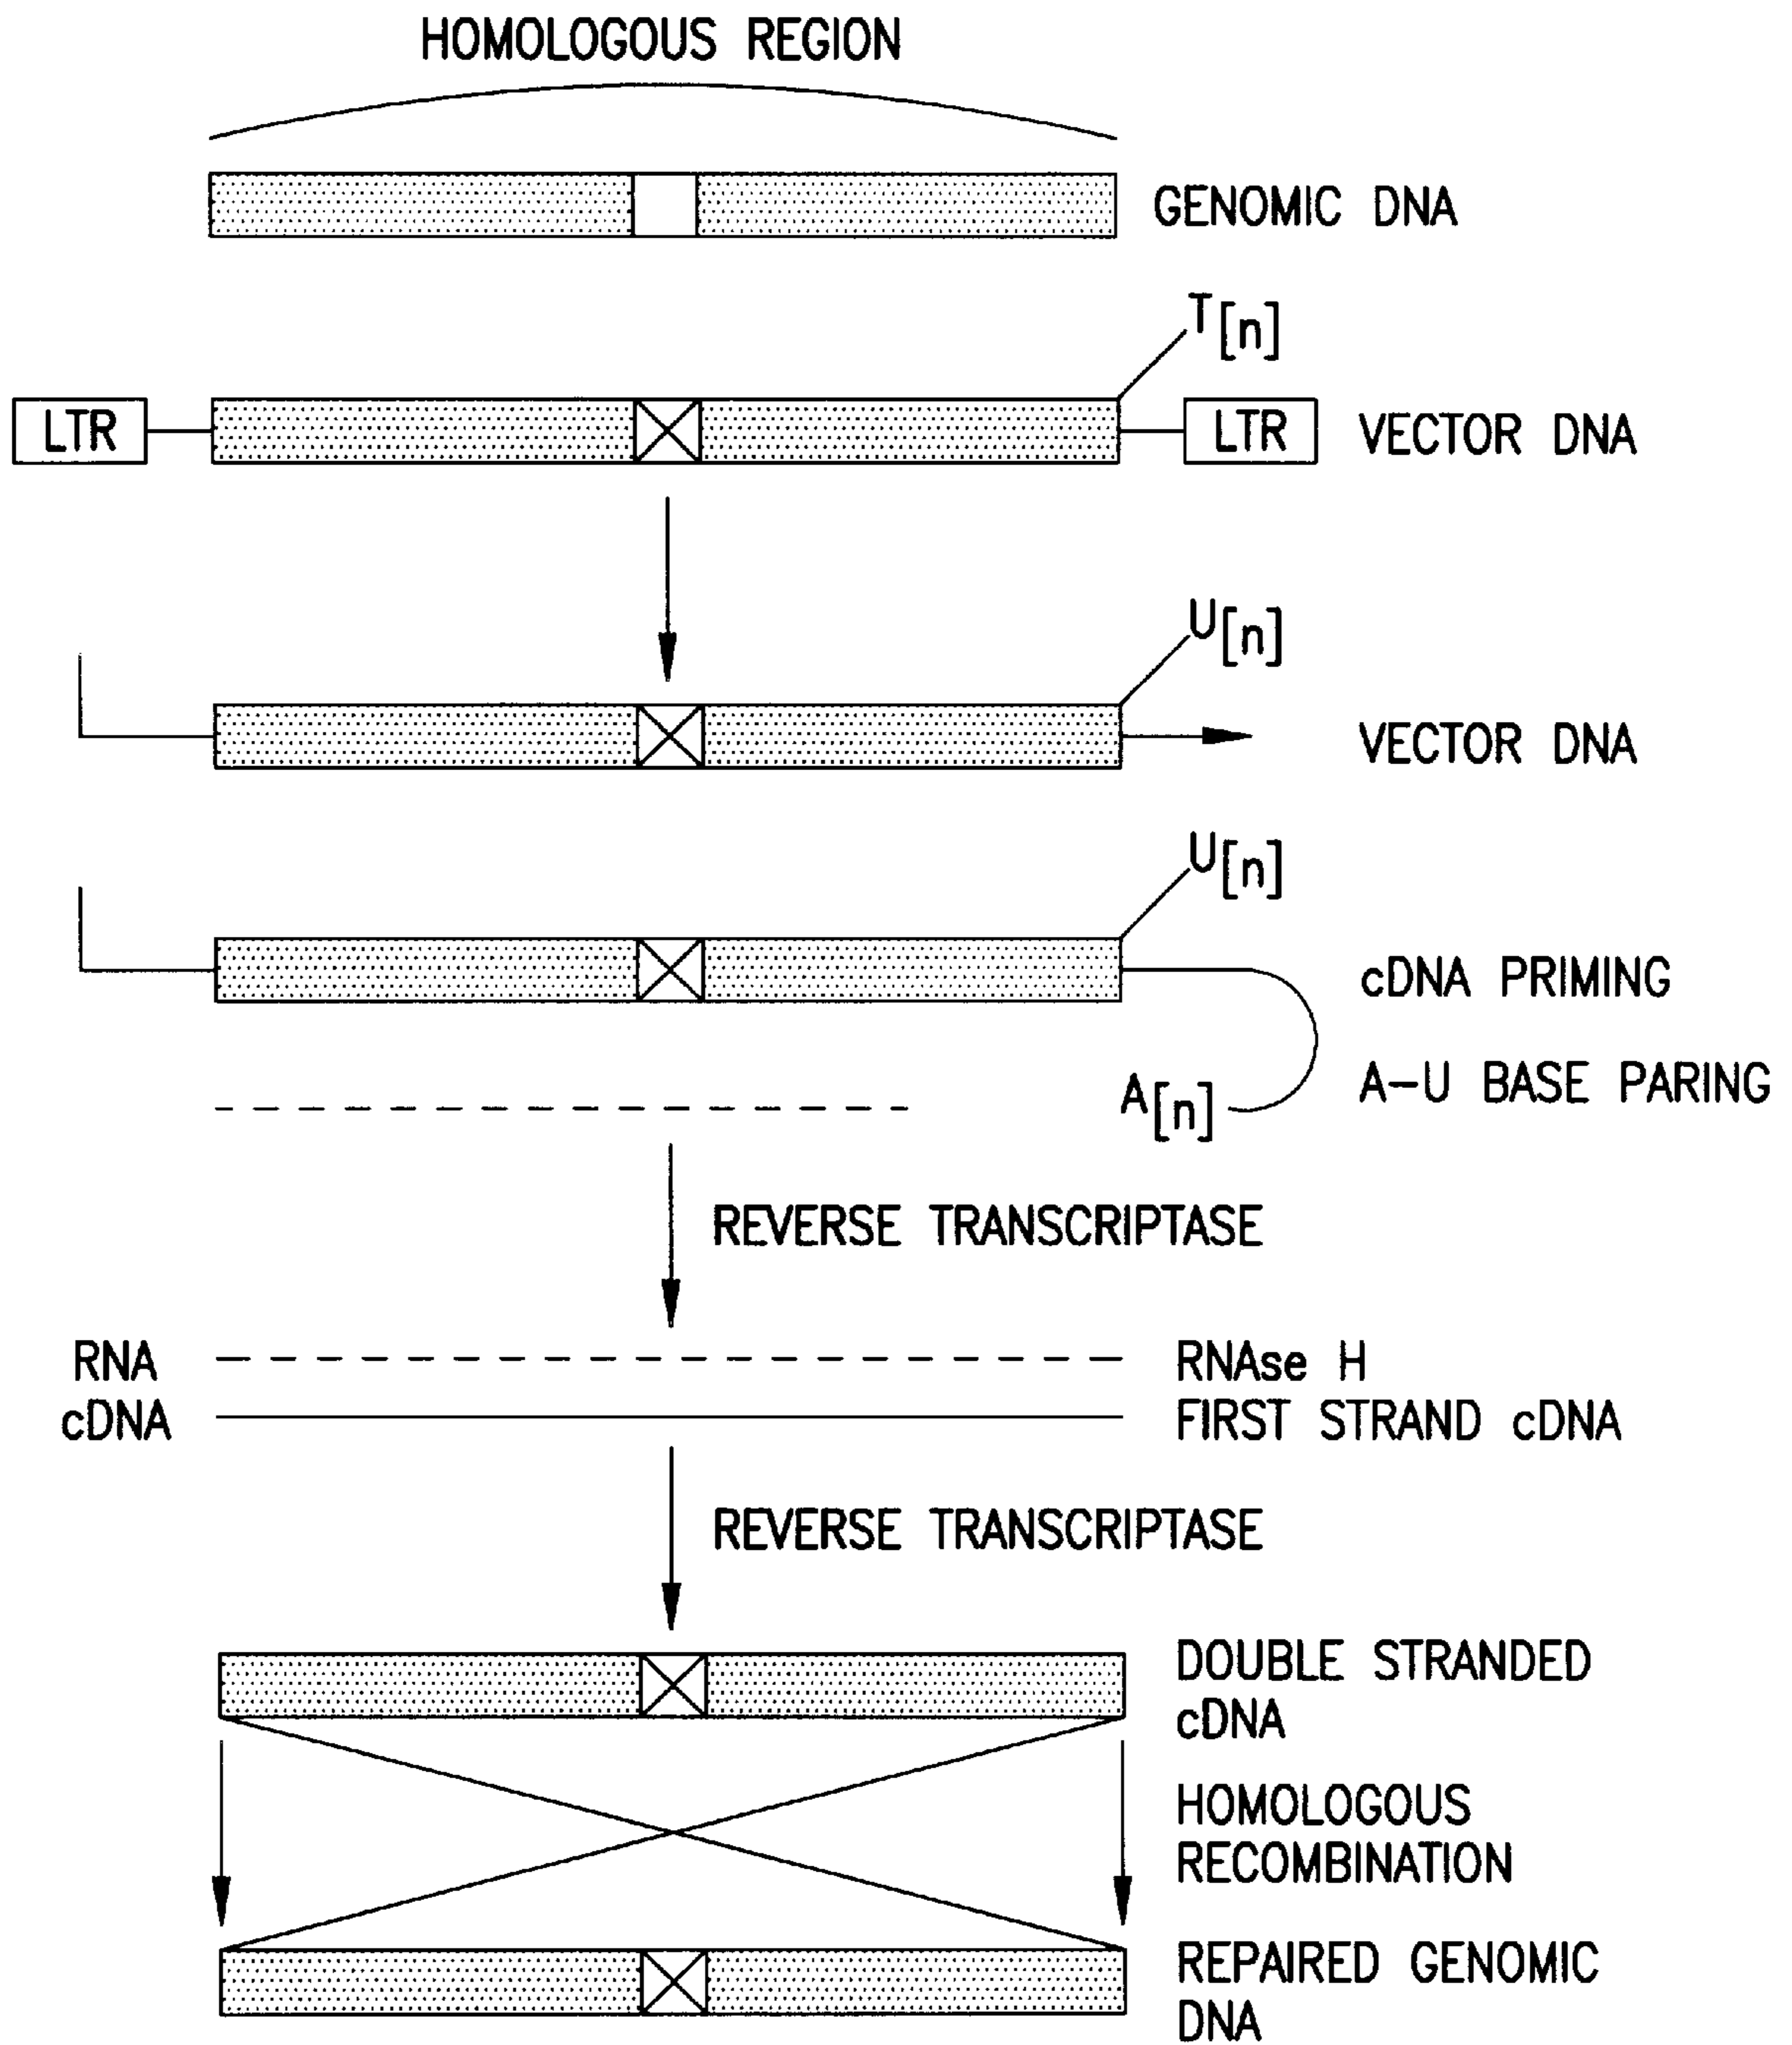 HOMOLOGOUS REGION
GENOMIC DNA
T[n]
LTR
LTR
VECTOR DNA
U[n]
VECTOR DNA
U[n]
cDNA PRIMING
A[n]
A-U BASE PARING
REVERSE TRANSCRIPTASE
RNA
RNAse H
cDNA
FIRST STRAND cDNA
REVERSE TRANSCRIPTASE
DOUBLE STRANDED
cDNA
HOMOLOGOUS
RECOMBINATION
REPAIRED GENOMIC
DNA